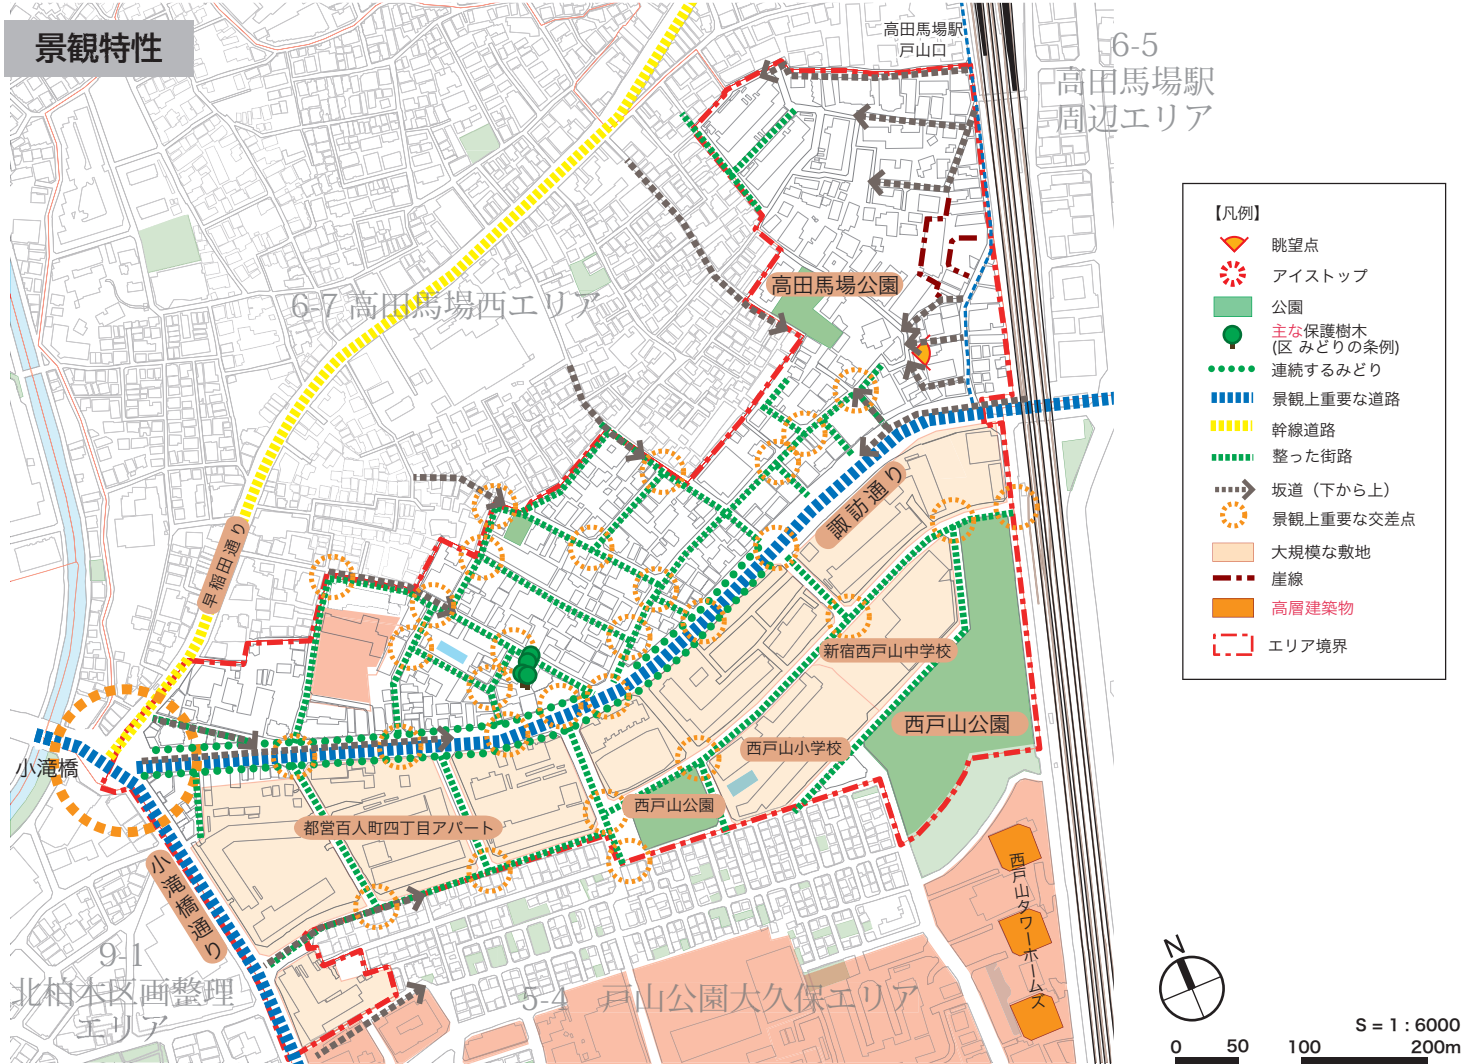 景観特性
高田馬場駅
戸山口
6-5
高田馬場駅
周辺エリア
【凡例】
眺望点
アイストップ
公園
主な保護樹木
(区 みどりの条例)
連続するみどり
景観上重要な道路
幹線道路
整った街路
坂道（下から上）
景観上重要な交差点
大規模な敷地
崖線
高層建築物
エリア境界
高田馬場公園
6-7 高田馬場西エリア
諏訪通り
早稲田通り
新宿西戸山中学校
西戸山公園
西戸山小学校
小滝橋
西戸山公園
都営百人町四丁目アパート
小滝橋通り
西戸山タワーホームズ
9-1
北柏木区画整理
エリア
5-4 戸山公園大久保エリア
N
S = 1 : 6000
0 50 100 200m